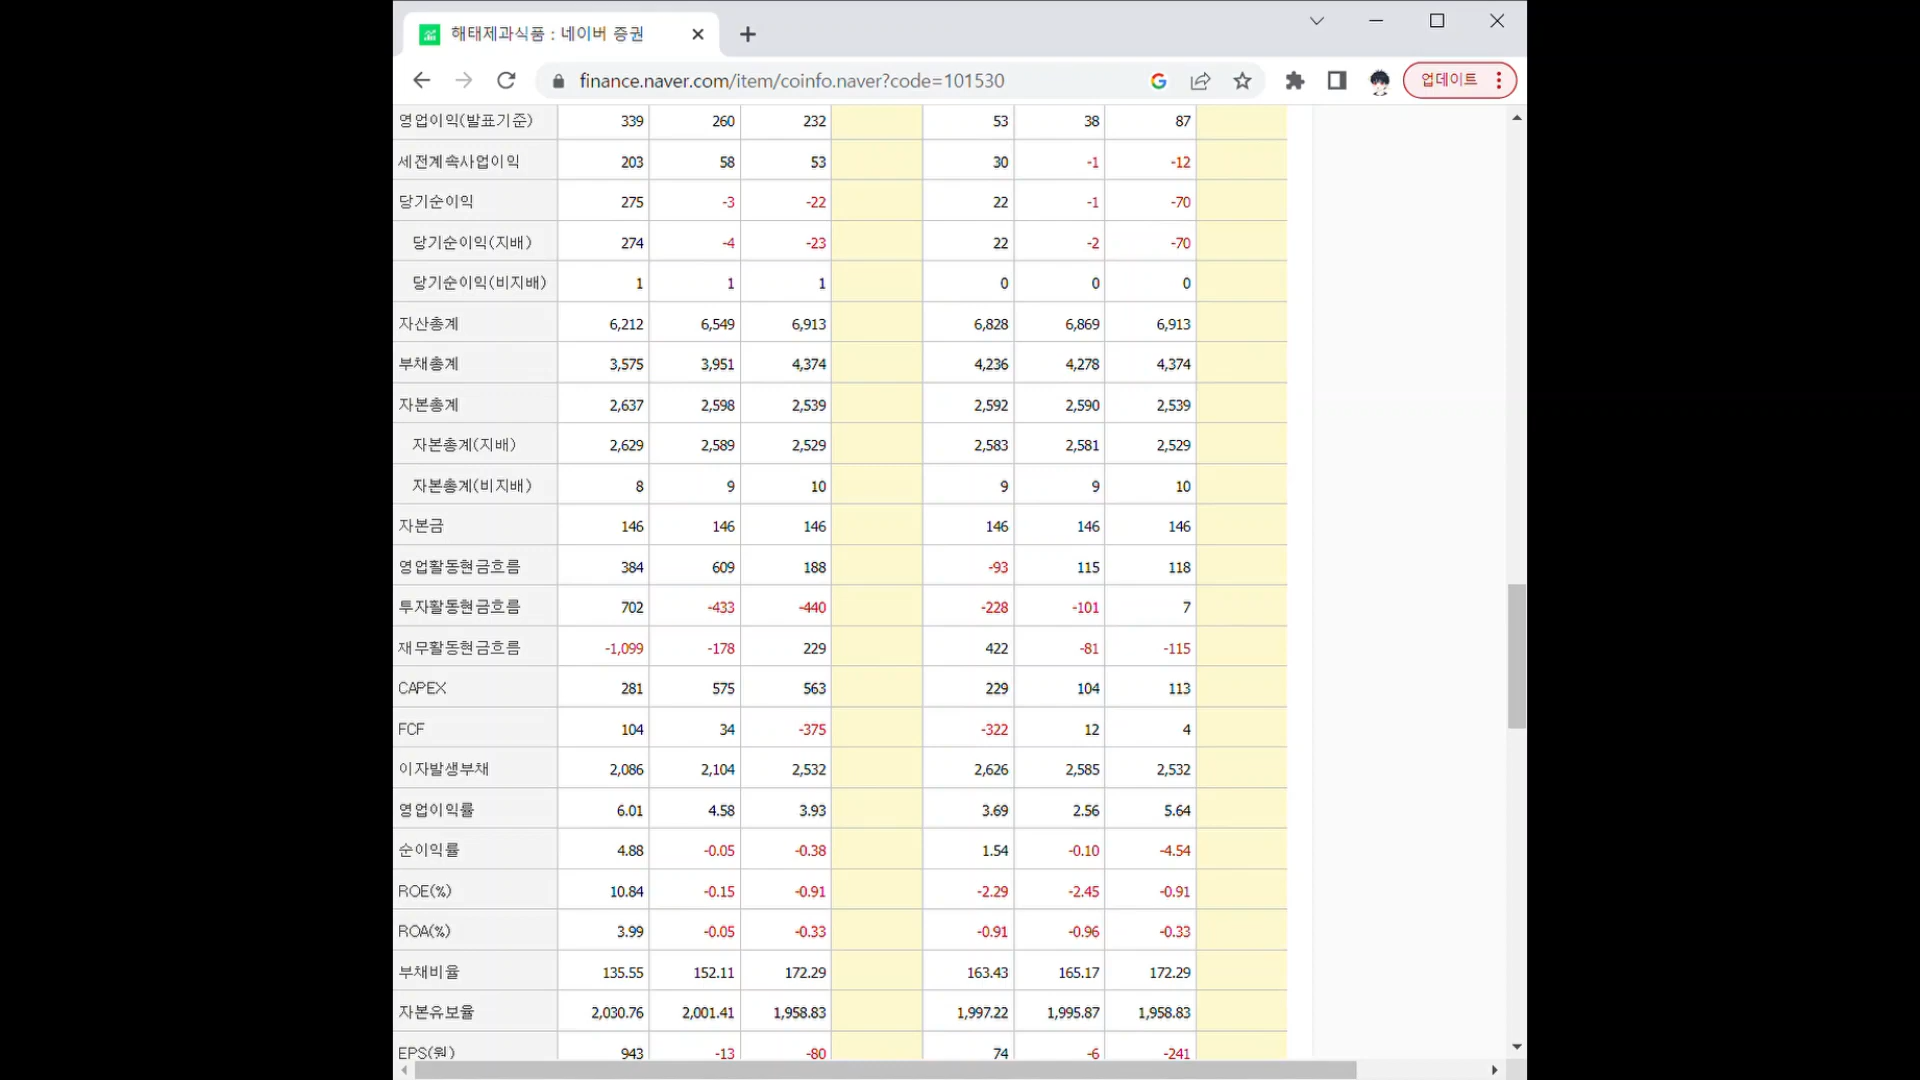 해태제과식품 : 네이버 증권
finance.naver.com/item/coinfo.naver?code=101530
업데이트
영업이익(발표기준) 339 260 232 53 38 87
세전계속사업이익 203 58 53 30 -1 -12
당기순이익 275 -3 -22 22 -1 -70
당기순이익(지배) 274 -4 -23 22 -2 -70
당기순이익(비지배) 1 1 1 0 0 0
자산총계 6,212 6,549 6,913 6,828 6,869 6,913
부채총계 3,575 3,951 4,374 4,236 4,278 4,374
자본총계 2,637 2,598 2,539 2,592 2,590 2,539
자본총계(지배) 2,629 2,589 2,529 2,583 2,581 2,529
자본총계(비지배) 8 9 10 9 9 10
자본금 146 146 146 146 146 146
영업활동현금흐름 384 609 188 -93 115 118
투자활동현금흐름 702 -433 -440 -228 -101 7
재무활동현금흐름 -1,099 -178 229 422 -81 -115
CAPEX 281 575 563 229 104 113
FCF 104 34 -375 -322 12 4
이자발생부채 2,086 2,104 2,532 2,626 2,585 2,532
영업이익률 6.01 4.58 3.93 3.69 2.56 5.64
순이익률 4.88 -0.05 -0.38 1.54 -0.10 -4.54
ROE(%) 10.84 -0.15 -0.91 -2.29 -2.45 -0.91
ROA(%) 3.99 -0.05 -0.33 -0.91 -0.96 -0.33
부채비율 135.55 152.11 172.29 163.43 165.17 172.29
자본유보율 2,030.76 2,001.41 1,958.83 1,997.22 1,995.87 1,958.83
EPS(원) 943 -13 -80 74 -6 -241